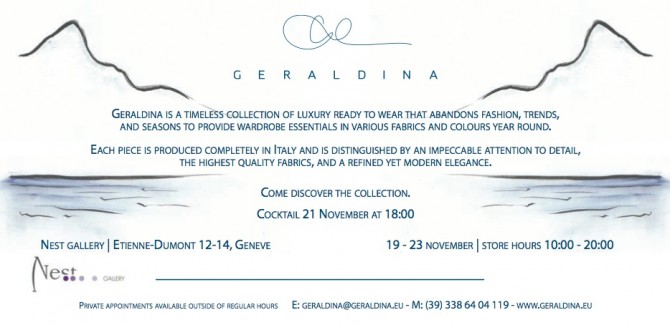 GERALDINA
Geraldina is a timeless collection of luxury ready to wear that abandons fashion, trends,
and seasons to provide wardrobe essentials in various fabrics and colours year round.
Each piece is produced completely in Italy and is distinguished by an impeccable attention to detail,
the highest quality fabrics, and a refined yet modern elegance.
Come discover the collection.
Cocktail 21 November at 18:00
Nest gallery | Etienne-Dumont 12-14, Geneve
19 - 23 november | store hours 10:00 - 20:00
Nest GALLERY
Private appointments available outside of regular hours E: geraldina@geraldina.eu - M: (39) 338 64 04 119 - www.geraldina.eu